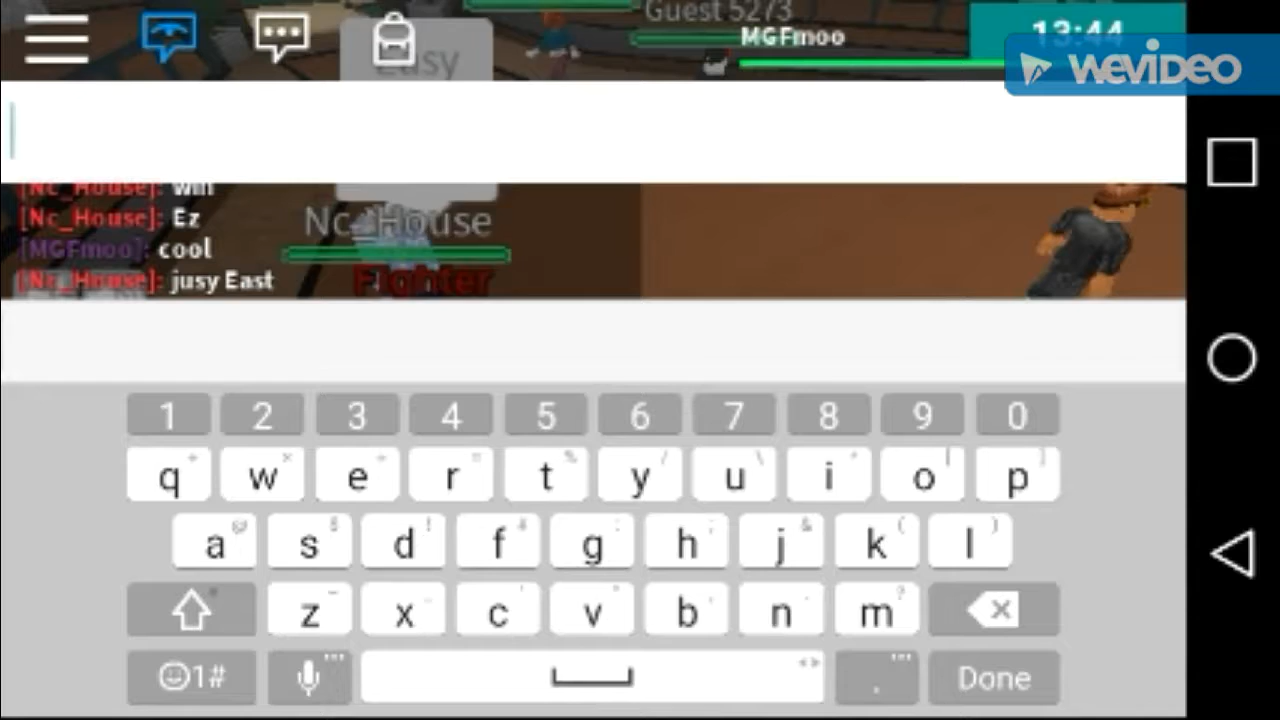 Guest 5273
MGFmoo
13:44
WEVIDEO
Easy
[Nc_House]: win
[Nc_House]: Ez
[MGFmoo]: cool
[Nc_House]: jusy East
Nc_House
Fighter
1 2 3 4 5 6 7 8 9 0
q w e r t y u i o p
a s d f g h j k l
z x c v b n m
1# . Done